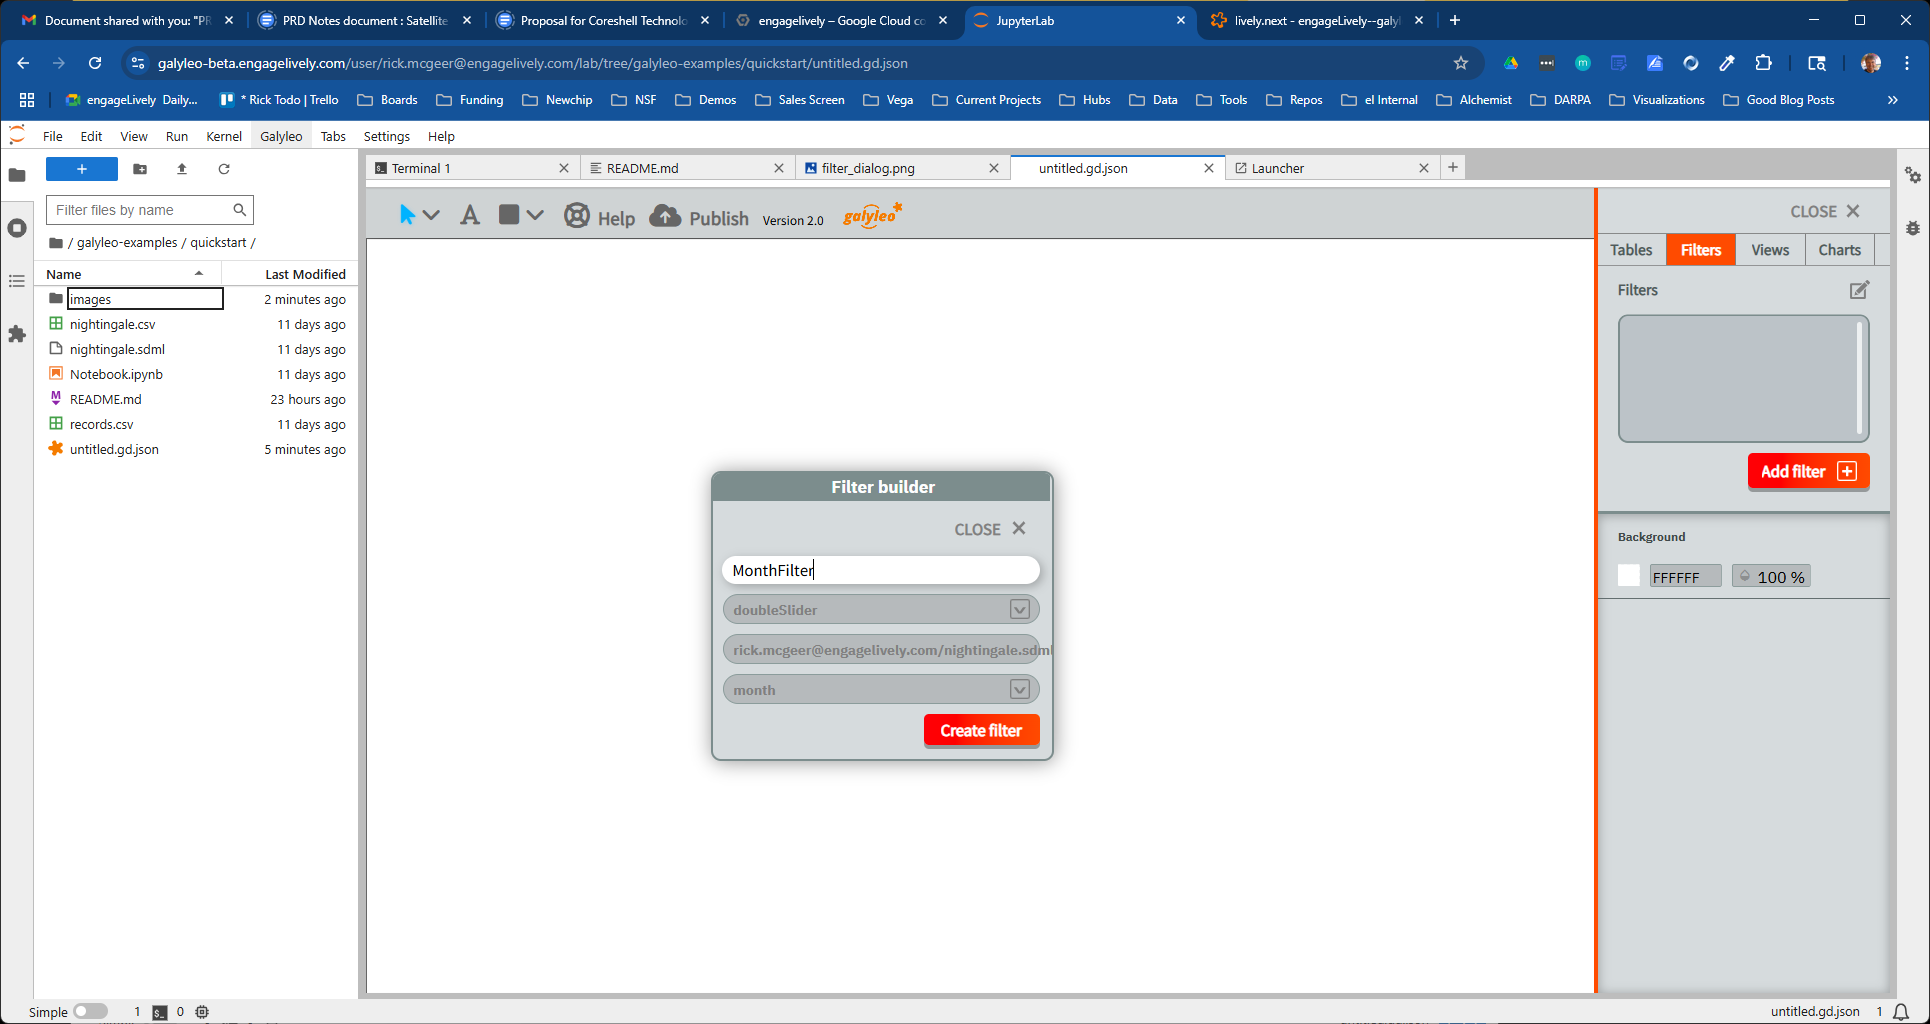 Document shared with you: "PR
PRD Notes document : Satellite
Proposal for Coreshell Technolo
engagelively – Google Cloud co
JupyterLab
lively.next - engageLively--galyl
galyleo-beta.engagelively.com/user/rick.mcgeer@engagelively.com/lab/tree/galyleo-examples/quickstart/untitled.gd.json
engageLively Daily...
* Rick Todo | Trello
Boards
Funding
Newchip
NSF
Demos
Sales Screen
Vega
Current Projects
Hubs
Data
Tools
Repos
el Internal
Alchemist
DARPA
Visualizations
Good Blog Posts
»
File Edit View Run Kernel Galyleo Tabs Settings Help
Filter files by name
/ galyleo-examples / quickstart /
Name Last Modified
images 2 minutes ago
nightingale.csv 11 days ago
nightingale.sdml 11 days ago
Notebook.ipynb 11 days ago
README.md 23 hours ago
records.csv 11 days ago
untitled.gd.json 5 minutes ago
Terminal 1
README.md
filter_dialog.png
untitled.gd.json
Launcher
Help
Publish
Version 2.0
galyleo
Filter builder
CLOSE
MonthFilter
doubleSlider
rick.mcgeer@engagelively.com/nightingale.sdml
month
Create filter
CLOSE
Tables Filters Views Charts
Filters
Add filter
Background
FFFFFF 100 %
Simple 1 0
untitled.gd.json 1